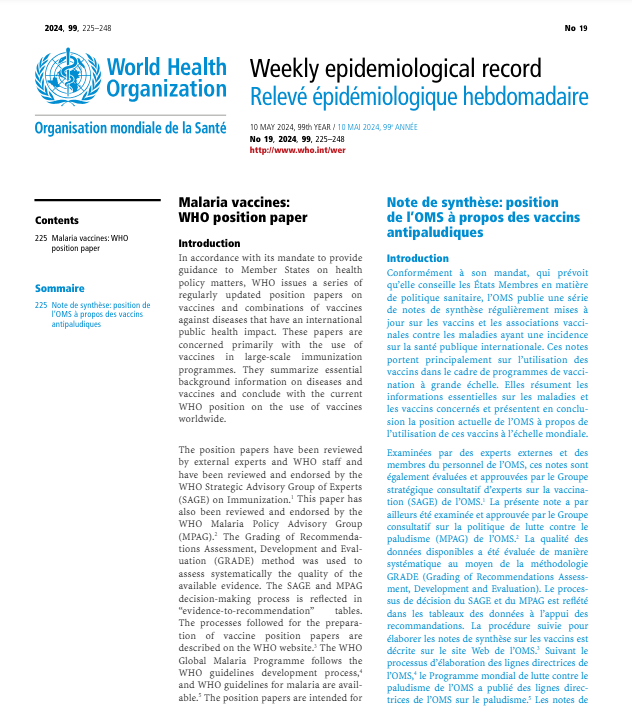 2024, 99, 225–248
No 19
World Health
Organization
Organisation mondiale de la Santé
Weekly epidemiological record
Relevé épidémiologique hebdomadaire
10 MAY 2024, 99th YEAR / 10 MAI 2024, 99e ANNÉE
No 19, 2024, 99, 225–248
http://www.who.int/wer
Contents
225 Malaria vaccines: WHO
position paper
Sommaire
225 Note de synthèse: position de
l'OMS à propos des vaccins
antipaludiques
Malaria vaccines:
WHO position paper
Introduction
In accordance with its mandate to provide
guidance to Member States on health
policy matters, WHO issues a series of
regularly updated position papers on
vaccines and combinations of vaccines
against diseases that have an international
public health impact. These papers are
concerned primarily with the use of
vaccines in large-scale immunization
programmes. They summarize essential
background information on diseases and
vaccines and conclude with the current
WHO position on the use of vaccines
worldwide.
The position papers have been reviewed
by external experts and WHO staff and
have been reviewed and endorsed by the
WHO Strategic Advisory Group of Experts
(SAGE) on Immunization.1 This paper has
also been reviewed and endorsed by the
WHO Malaria Policy Advisory Group
(MPAG).2 The Grading of Recommenda-
tions Assessment, Development and Eval-
uation (GRADE) method was used to
assess systematically the quality of the
available evidence. The SAGE and MPAG
decision-making process is reflected in
“evidence-to-recommendation” tables.
The processes followed for the prepara-
tion of vaccine position papers are
described on the WHO website.3 The WHO
Global Malaria Programme follows the
WHO guidelines development process,4
and WHO guidelines for malaria are avail-
able.5 The position papers are intended for
Note de synthèse: position
de l'OMS à propos des vaccins
antipaludiques
Introduction
Conformément à son mandat, qui prévoit
qu'elle conseille les États Membres en matière
de politique sanitaire, l'OMS publie une série
de notes de synthèse régulièrement mises à
jour sur les vaccins et les associations vacci-
nales contre les maladies ayant une incidence
sur la santé publique internationale. Ces notes
portent principalement sur l'utilisation des
vaccins dans le cadre de programmes de vacci-
nation à grande échelle. Elles résument les
informations essentielles sur les maladies et
les vaccins concernés et présentent en conclu-
sion la position actuelle de l'OMS à propos de
l'utilisation de ces vaccins à l'échelle mondiale.
Examinées par des experts externes et des
membres du personnel de l'OMS, ces notes sont
également évaluées et approuvées par le Groupe
stratégique consultatif d'experts sur la vaccina-
tion (SAGE) de l'OMS.1 La présente note a par
ailleurs été examinée et approuvée par le Groupe
consultatif sur la politique de lutte contre le
paludisme (MPAG) de l'OMS.2 La qualité des
données disponibles a été évaluée de manière
systématique au moyen de la méthodologie
GRADE (Grading of Recommendations Assess-
ment, Development and Evaluation). Le proces-
sus de décision du SAGE et du MPAG est reflété
dans les tableaux des données à l'appui des
recommandations. La procédure suivie pour
élaborer les notes de synthèse sur les vaccins est
décrite sur le site Web de l'OMS.3 Suivant le
processus d'élaboration des lignes directrices de
l'OMS,4 le Programme mondial de lutte contre le
paludisme de l'OMS a publié des lignes direc-
trices de l'OMS sur le paludisme.5 Les notes de